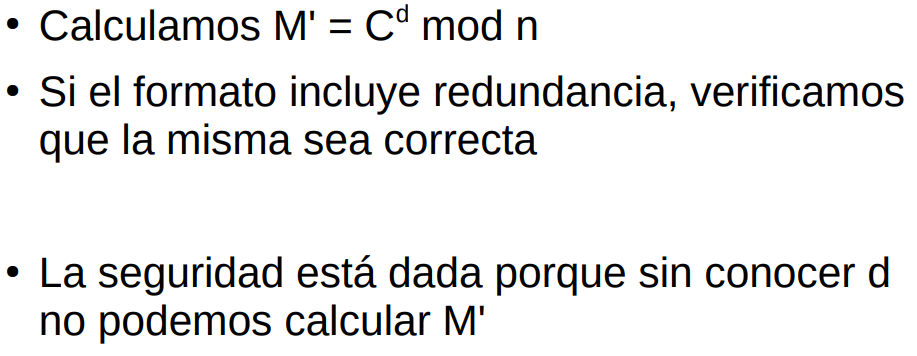 • Calculamos M' = C^d mod n
• Si el formato incluye redundancia, verificamos
que la misma sea correcta
• La seguridad está dada porque sin conocer d
no podemos calcular M'